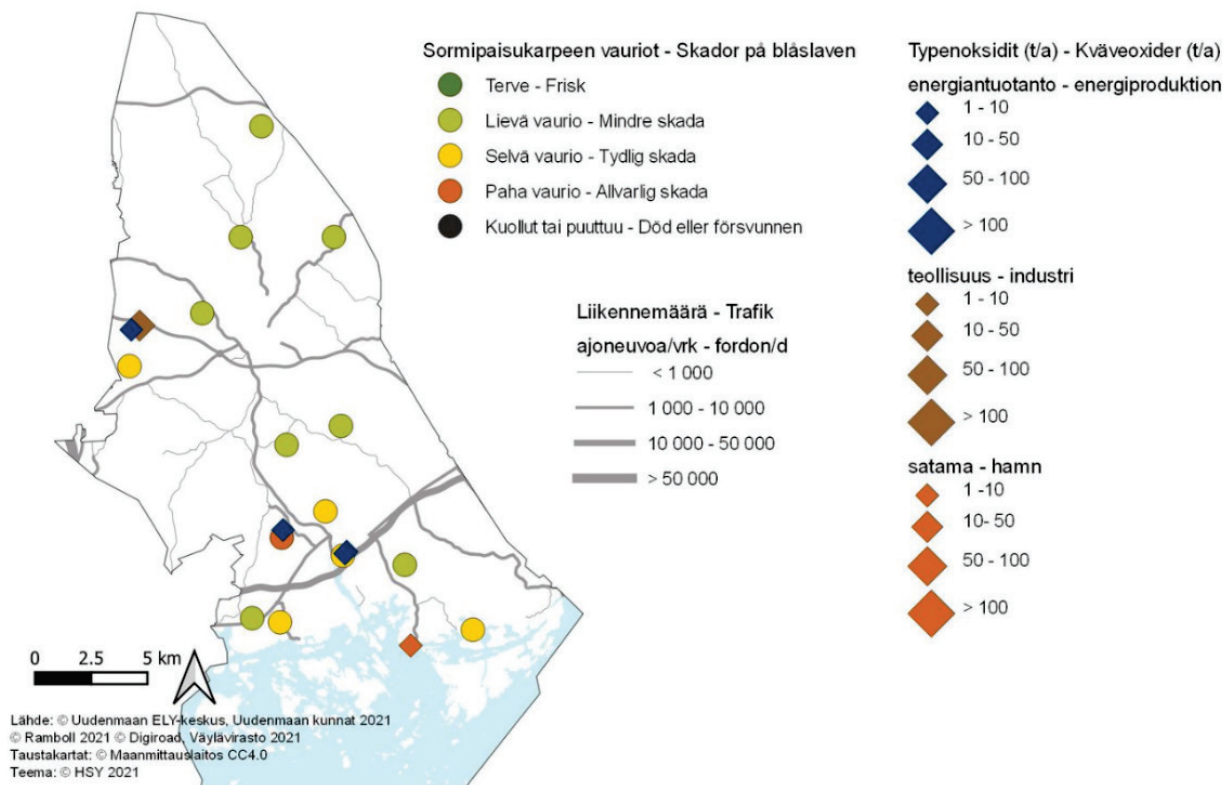 Sormipaisukarpeen vauriot - Skador på blåslaven
Terve - Frisk
Lievä vaurio - Mindre skada
Selvä vaurio - Tydlig skada
Paha vaurio - Allvarlig skada
Kuollut tai puuttuu - Död eller försvunnen
Liikennemäärä - Trafik
ajoneuvoa/vrk - fordon/d
< 1 000
1 000 - 10 000
10 000 - 50 000
> 50 000
Typenoksidit (t/a) - Kväveoxider (t/a)
energiantuotanto - energiproduktion
1 - 10
10 - 50
50 - 100
> 100
teollisuus - industri
1 - 10
10 - 50
50 - 100
> 100
satama - hamn
1 -10
10- 50
50 - 100
> 100
0 2.5 5 km
Lähde: © Uudenmaan ELY-keskus, Uudenmaan kunnat 2021
© Ramboll 2021 © Digiroad, Väylävirasto 2021
Taustakartat: © Maanmittauslaitos CC4.0
Teema: © HSY 2021